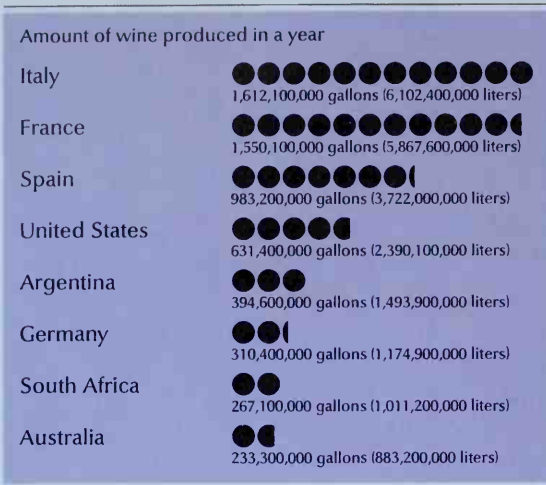 Amount of wine produced in a year
Italy
1,612,100,000 gallons (6,102,400,000 liters)
France
1,550,100,000 gallons (5,867,600,000 liters)
Spain
983,200,000 gallons (3,722,000,000 liters)
United States
631,400,000 gallons (2,390,100,000 liters)
Argentina
394,600,000 gallons (1,493,900,000 liters)
Germany
310,400,000 gallons (1,174,900,000 liters)
South Africa
267,100,000 gallons (1,011,200,000 liters)
Australia
233,300,000 gallons (883,200,000 liters)